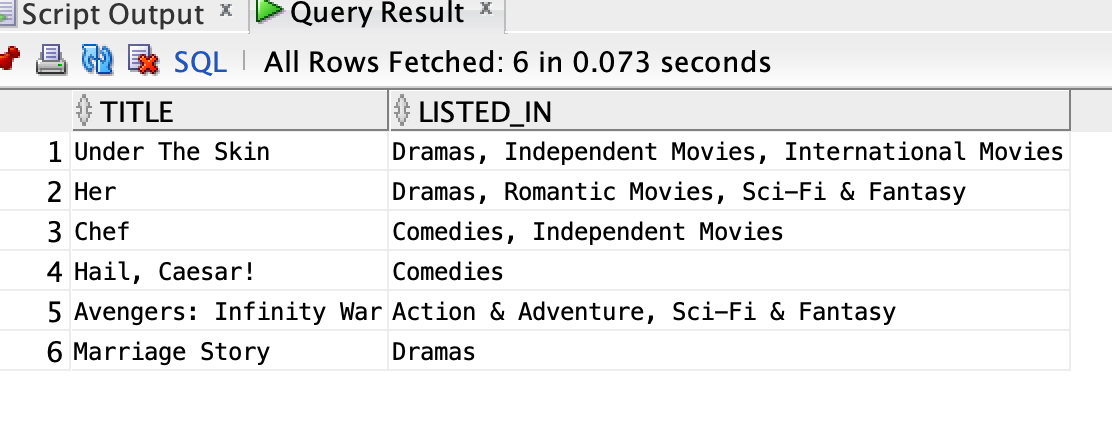 Script Output x Query Result x
SQL All Rows Fetched: 6 in 0.073 seconds
TITLE LISTED_IN
1 Under The Skin Dramas, Independent Movies, International Movies
2 Her Dramas, Romantic Movies, Sci-Fi & Fantasy
3 Chef Comedies, Independent Movies
4 Hail, Caesar! Comedies
5 Avengers: Infinity War Action & Adventure, Sci-Fi & Fantasy
6 Marriage Story Dramas